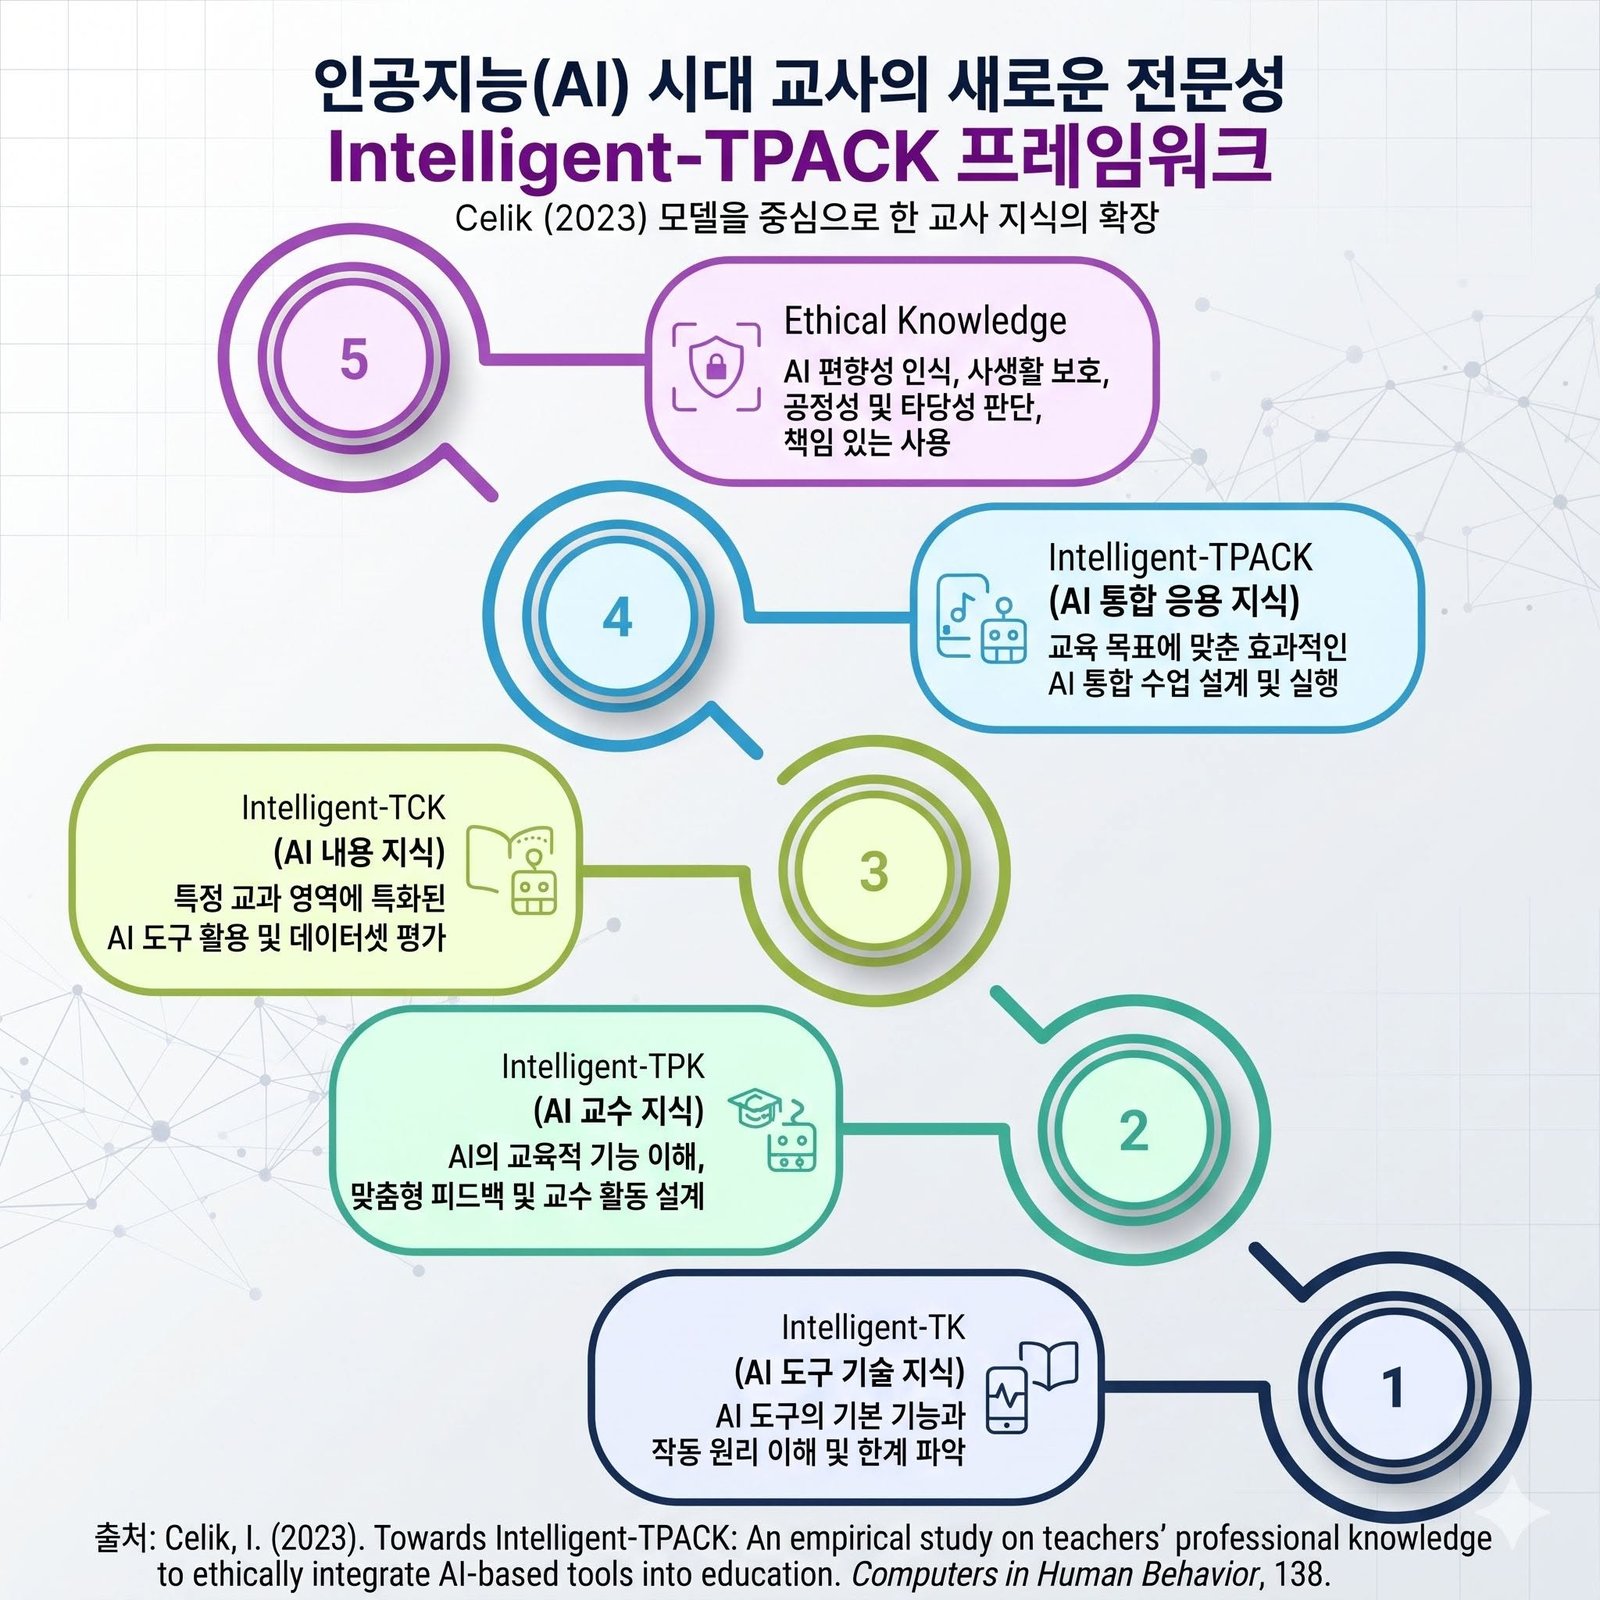 인공지능(AI) 시대 교사의 새로운 전문성
Intelligent-TPACK 프레임워크
Celik (2023) 모델을 중심으로 한 교사 지식의 확장
5
Ethical Knowledge
AI 편향성 인식, 사생활 보호,
공정성 및 타당성 판단,
책임 있는 사용
4
Intelligent-TPACK
(AI 통합 응용 지식)
교육 목표에 맞춘 효과적인
AI 통합 수업 설계 및 실행
Intelligent-TCK
(AI 내용 지식)
특정 교과 영역에 특화된
AI 도구 활용 및 데이터셋 평가
3
Intelligent-TPK
(AI 교수 지식)
AI의 교육적 기능 이해,
맞춤형 피드백 및 교수 활동 설계
2
Intelligent-TK
(AI 도구 기술 지식)
AI 도구의 기본 기능과
작동 원리 이해 및 한계 파악
1
출처: Celik, I. (2023). Towards Intelligent-TPACK: An empirical study on teachers’ professional knowledge
to ethically integrate AI-based tools into education. Computers in Human Behavior, 138.